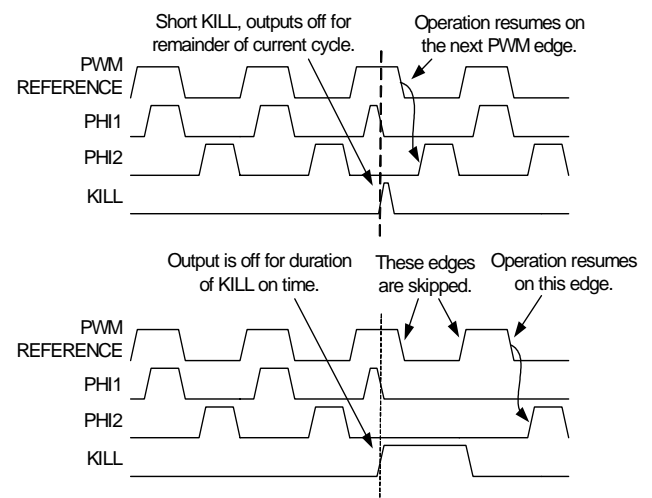 Short KILL, outputs off for
remainder of current cycle.
Operation resumes on
the next PWM edge.
PWM
REFERENCE
PHI1
PHI2
KILL
Output is off for duration
of KILL on time.
These edges
are skipped.
Operation resumes
on this edge.
PWM
REFERENCE
PHI1
PHI2
KILL